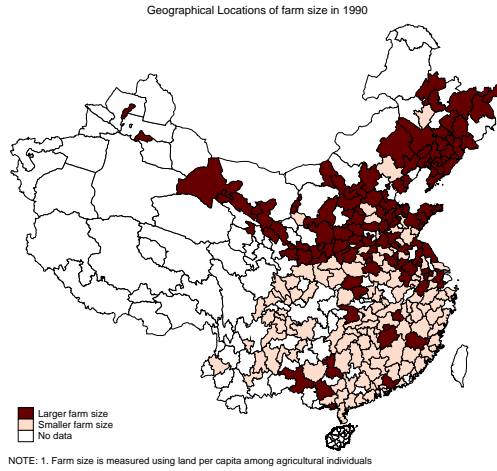 Geographical Locations of farm size in 1990
Larger farm size
Smaller farm size
No data
NOTE: 1. Farm size is measured using land per capita among agricultural individuals